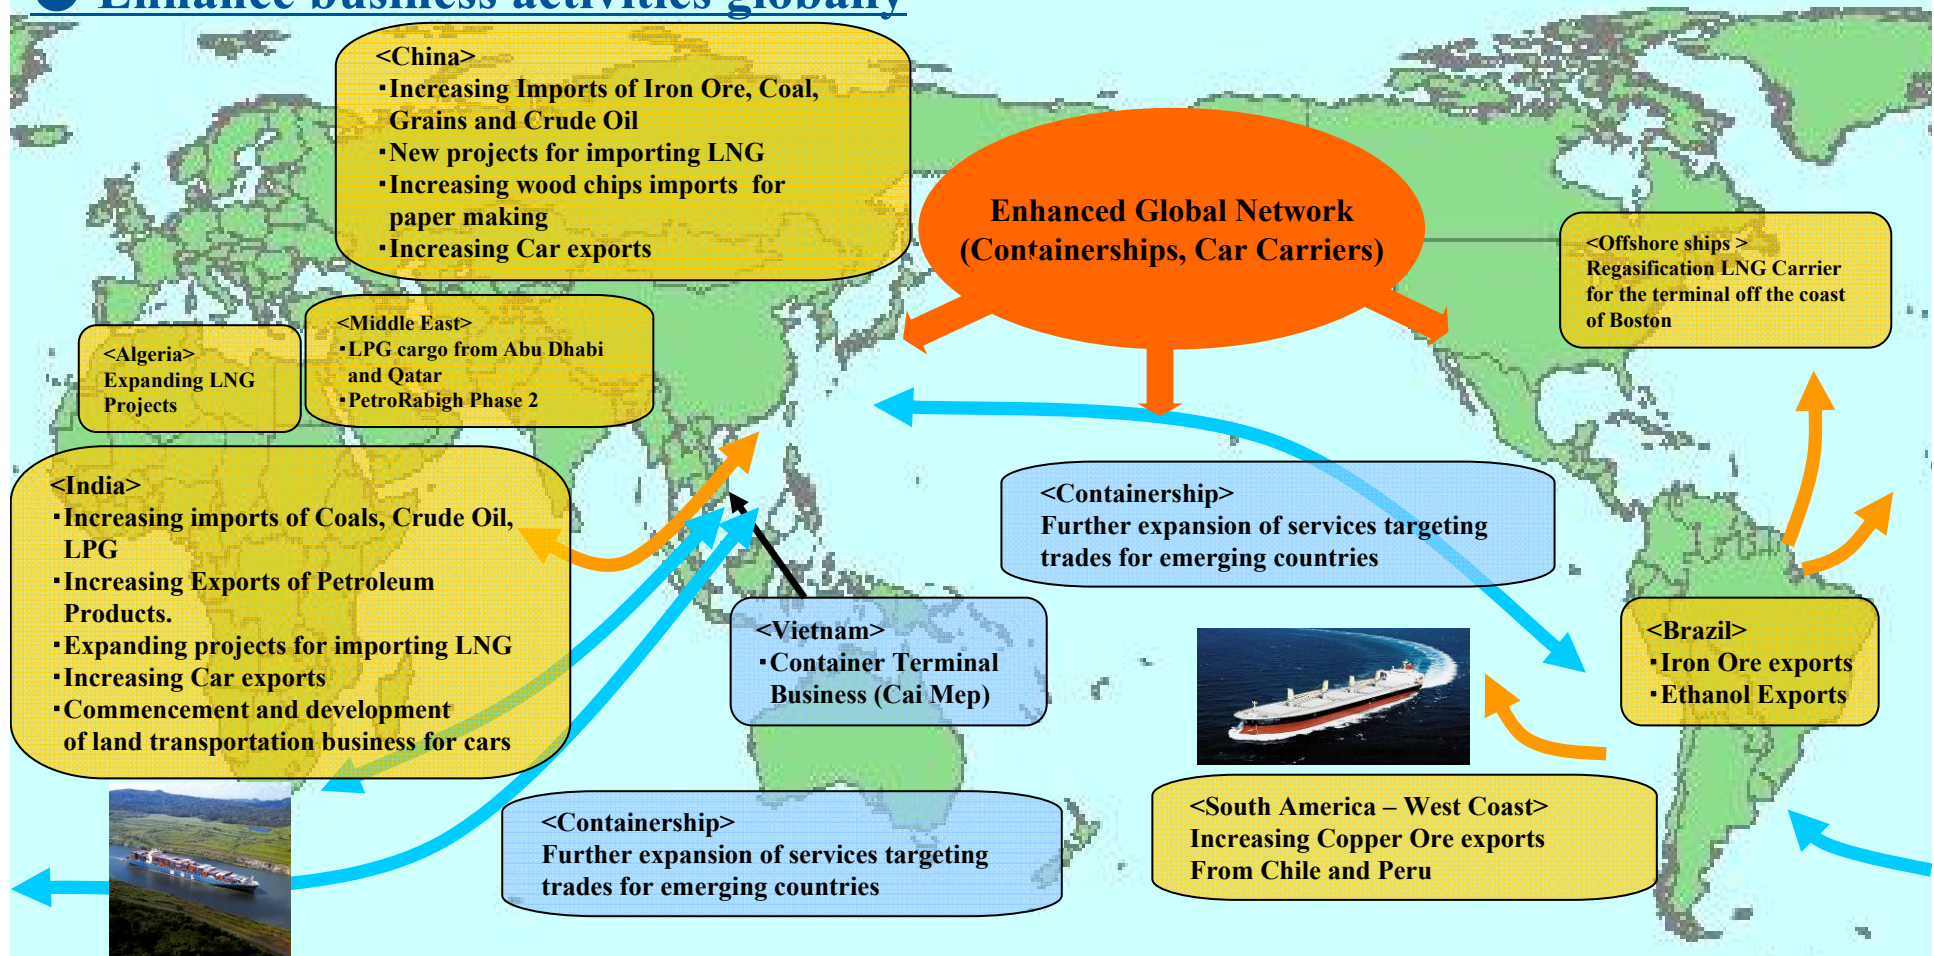 Enhance business activities globally
<China>
･Increasing Imports of Iron Ore, Coal,
Grains and Crude Oil
･New projects for importing LNG
･Increasing wood chips imports for
paper making
･Increasing Car exports
Enhanced Global Network
(Containerships, Car Carriers)
<Offshore ships >
Regasification LNG Carrier
for the terminal off the coast
of Boston
<Algeria>
Expanding LNG
Projects
<Middle East>
･LPG cargo from Abu Dhabi
and Qatar
･PetroRabigh Phase 2
<India>
･Increasing imports of Coals, Crude Oil,
LPG
･Increasing Exports of Petroleum
Products.
･Expanding projects for importing LNG
･Increasing Car exports
･Commencement and development
of land transportation business for cars
<Containership>
Further expansion of services targeting
trades for emerging countries
<Vietnam>
･Container Terminal
Business (Cai Mep)
<Brazil>
･Iron Ore exports
･Ethanol Exports
<South America – West Coast>
Increasing Copper Ore exports
From Chile and Peru
<Containership>
Further expansion of services targeting
trades for emerging countries